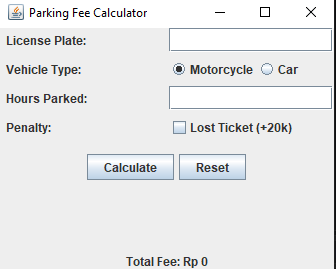 Parking Fee Calculator
License Plate:
Vehicle Type: Motorcycle Car
Hours Parked:
Penalty: Lost Ticket (+20k)
Calculate Reset
Total Fee: Rp 0